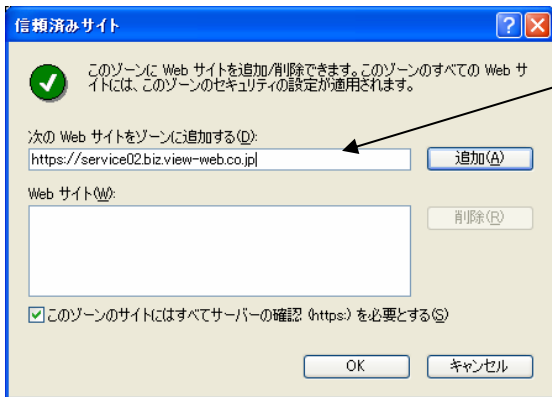 信頼済みサイト
このゾーンに Web サイトを追加/削除できます。このゾーンのすべての Web サ
イトには、このゾーンのセキュリティの設定が適用されます。
次の Web サイトをゾーンに追加する(D):
https://service02.biz.view-web.co.jp
追加(A)
Web サイト(W):
削除(R)
このゾーンのサイトにはすべてサーバーの確認 (https:) を必要とする(S)
OK
キャンセル